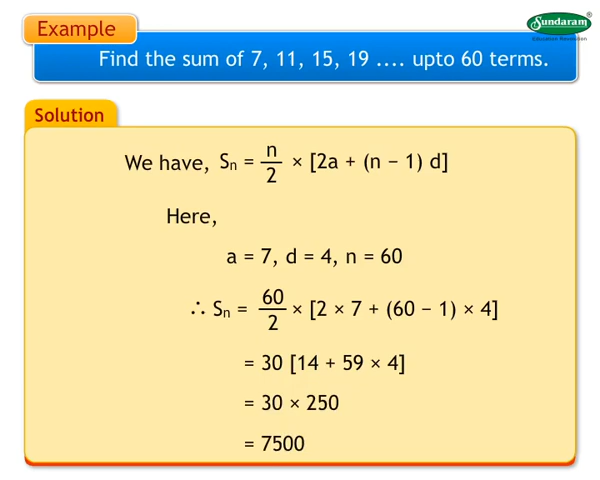 Example
Sundaram®
Education Revolution
Find the sum of 7, 11, 15, 19 .... upto 60 terms.
Solution
We have, Sn = n/2 × [2a + (n − 1) d]
Here,
a = 7, d = 4, n = 60
∴ Sn = 60/2 × [2 × 7 + (60 − 1) × 4]
= 30 [14 + 59 × 4]
= 30 × 250
= 7500